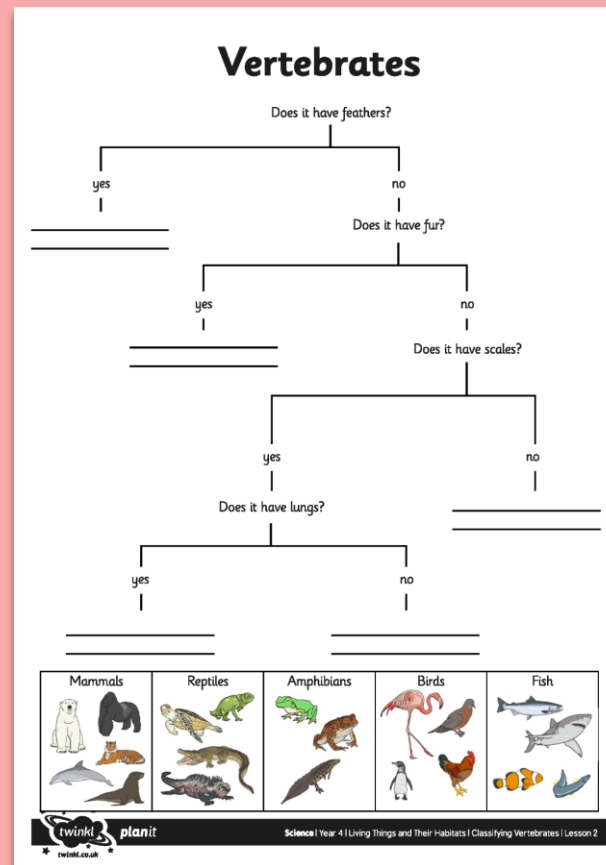 Vertebrates
Does it have feathers?
yes
no
Does it have fur?
yes
no
Does it have scales?
yes
no
Does it have lungs?
yes
no
Mammals Reptiles Amphibians Birds Fish
twinkl planit Science | Year 4 | Living Things and Their Habitats | Classifying Vertebrates | Lesson 2
twinkl.co.uk